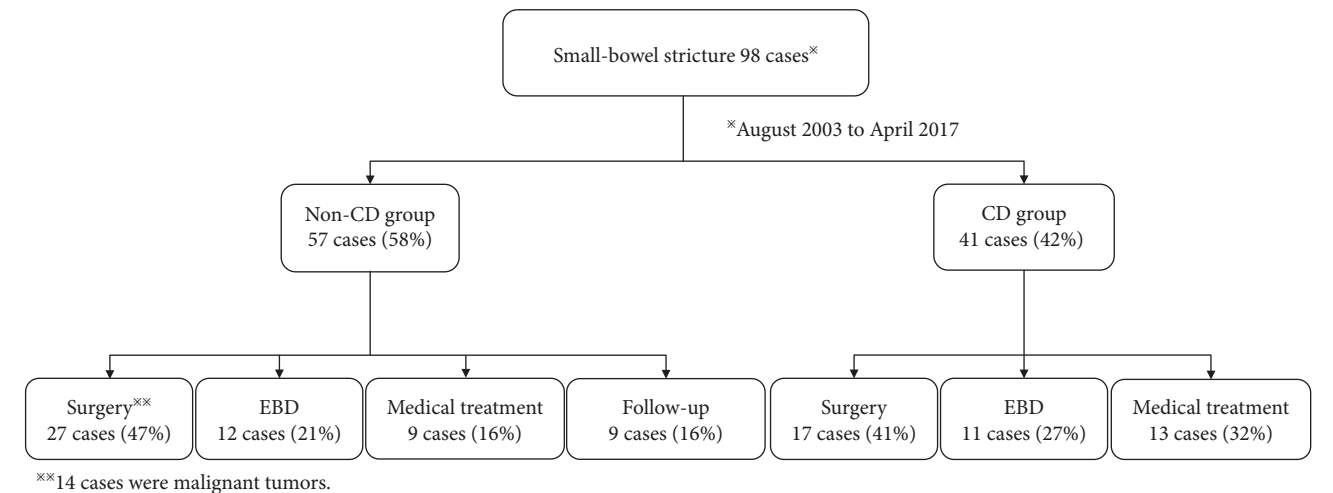 Small-bowel stricture 98 cases※
※August 2003 to April 2017
Non-CD group
57 cases (58%)
CD group
41 cases (42%)
Surgery※※
27 cases (47%)
EBD
12 cases (21%)
Medical treatment
9 cases (16%)
Follow-up
9 cases (16%)
Surgery
17 cases (41%)
EBD
11 cases (27%)
Medical treatment
13 cases (32%)
※※14 cases were malignant tumors.